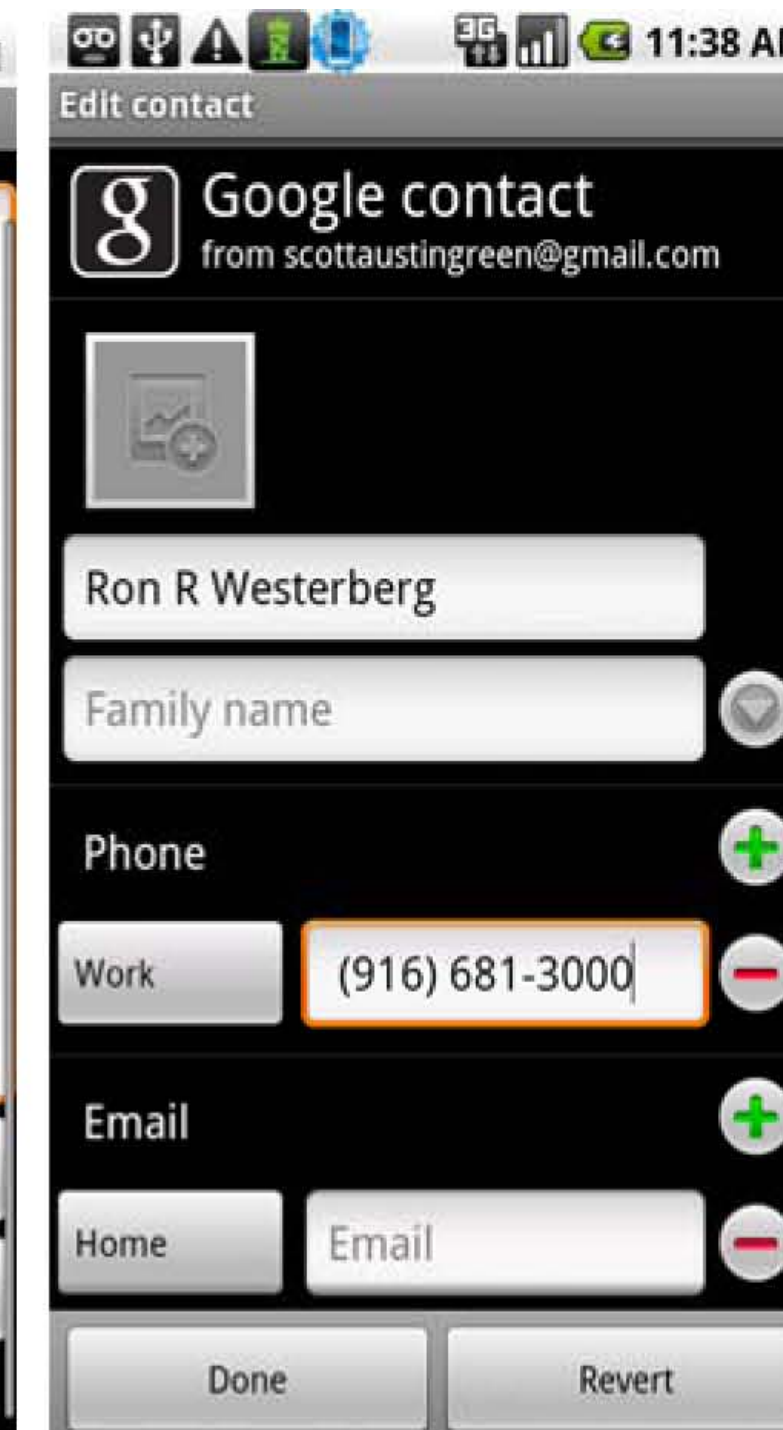 3G 11:38 A
Edit contact
g Google contact
from scottaustingreen@gmail.com
Ron R Westerberg
Family name
Phone
Work (916) 681-3000
Email
Home Email
Done Revert